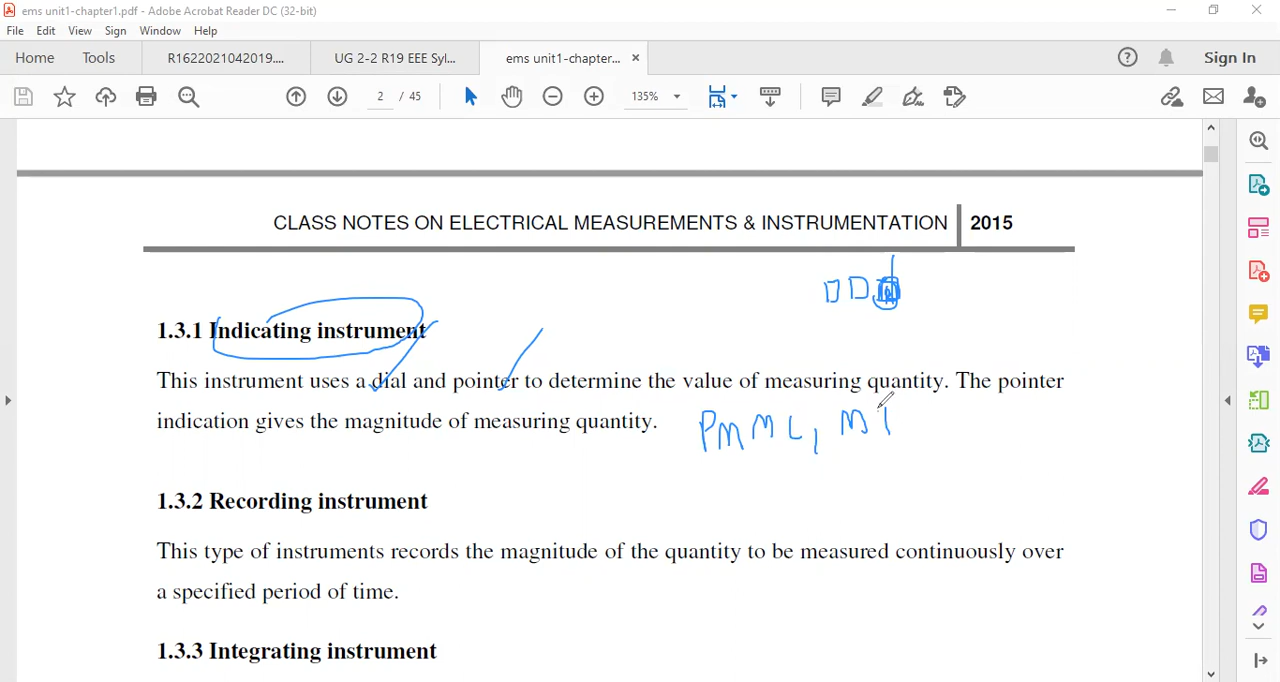 ems unit1-chapter1.pdf - Adobe Acrobat Reader DC (32-bit)
File Edit View Sign Window Help
Home Tools R1622021042019.... UG 2-2 R19 EEE Syl... ems unit1-chapter... ×
Sign In
2 / 45 135%
CLASS NOTES ON ELECTRICAL MEASUREMENTS & INSTRUMENTATION 2015
1.3.1 Indicating instrument
This instrument uses a dial and pointer to determine the value of measuring quantity. The pointer
indication gives the magnitude of measuring quantity.
PMMC, MI
1.3.2 Recording instrument
This type of instruments records the magnitude of the quantity to be measured continuously over
a specified period of time.
1.3.3 Integrating instrument